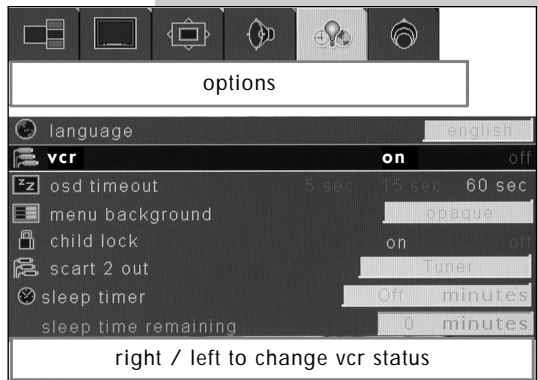 options
language english
vcr on off
osd timeout 5 sec 15 sec 60 sec
menu background opaque
child lock on off
scart 2 out Tuner
sleep timer Off minutes
sleep time remaining 0 minutes
right / left to change vcr status